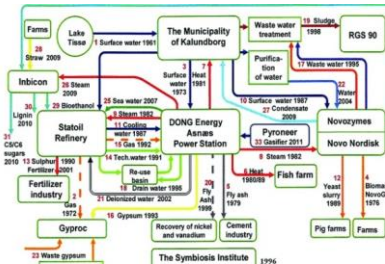 Farms
28
Straw 2009
Lake
Tisso
1 Surface water 1961
The Municipality
of Kalundborg
Waste water
treatment
19 Sludge
1998
RGS 90
Purifica-
tion
of water
17 Waste water 1995
Inbicon
26 Steam
2009
3
Surface
water
1973
7
Heat
1981
22
Water
2004
10 Surface water 1987
27
Condensate
2009
25 Sea water 2007
9 Steam 1982
30
Lignin
2010
29 Bioethanol
31
C5/C6
sugars
2010
Statoil
Refinery
11 Cooling
water 1987
15 Gas 1992
DONG Energy
Asnæs
Power Station
Pyroneer
33 Gasifier 2011
Novozymes
Novo Nordisk
8 Steam 1982
13 Sulphur 1990
Fertilizer 2001
14 Tech.water 1991
Re-use
basin
18 Drain water 1995
21 Deionized water 2002
6 Heat
1980/89
Fish farm
Fertilizer
industry
2
Gas
1972
16 Gypsum 1993
20
Fly
Ash
1999
5
Fly ash
1979
12
Yeast
slurry
1989
4
Bioma
NovoG
1976
Gyproc
Recovery of nickel
and vanadium
Cement
industry
Pig farms
Farms
23 Waste gypsum
The Symbiosis Institute 1996